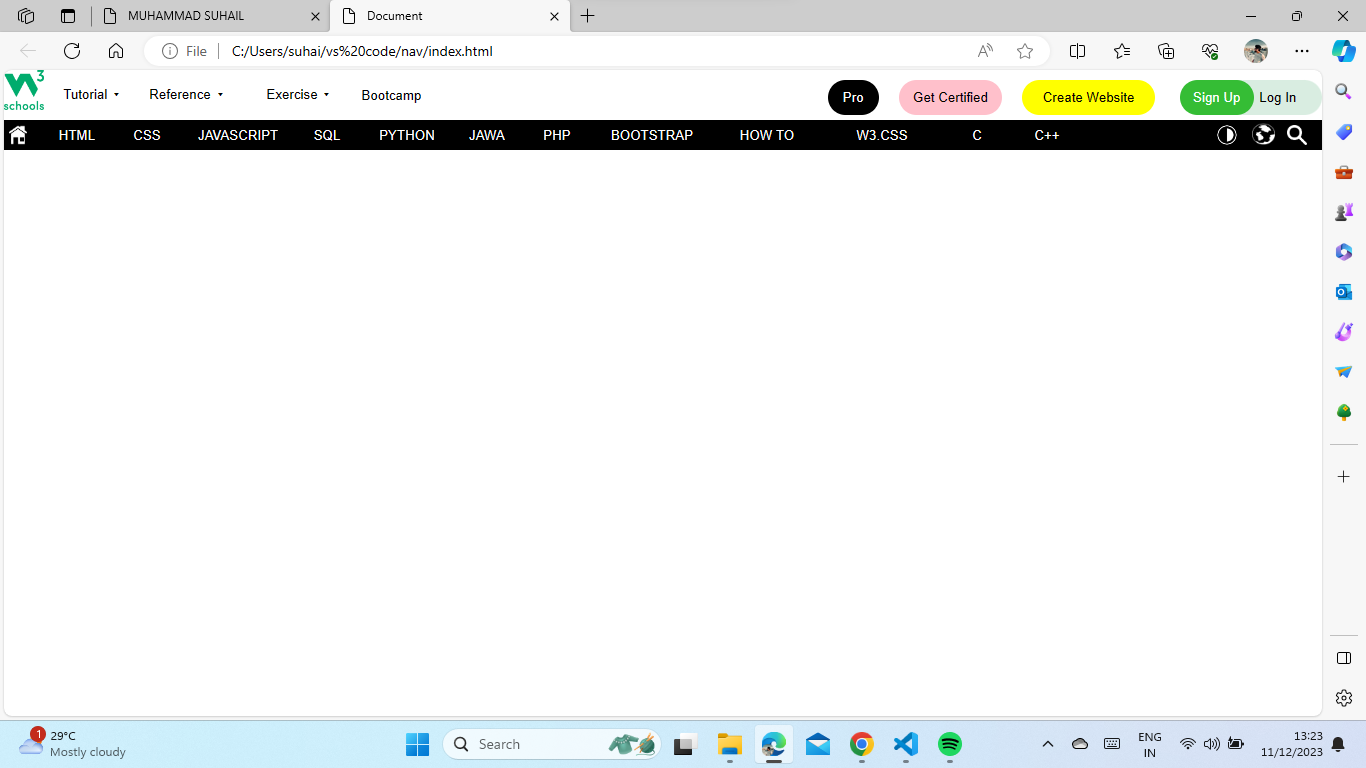 MUHAMMAD SUHAIL
Document
File
C:/Users/suhai/vs%20code/nav/index.html
3
schools
Tutorial
Reference
Exercise
Bootcamp
Pro
Get Certified
Create Website
Sign Up
Log In
HTML
CSS
JAVASCRIPT
SQL
PYTHON
JAWA
PHP
BOOTSTRAP
HOW TO
W3.CSS
C
C++
1
29°C
Mostly cloudy
Search
ENG
IN
13:23
11/12/2023